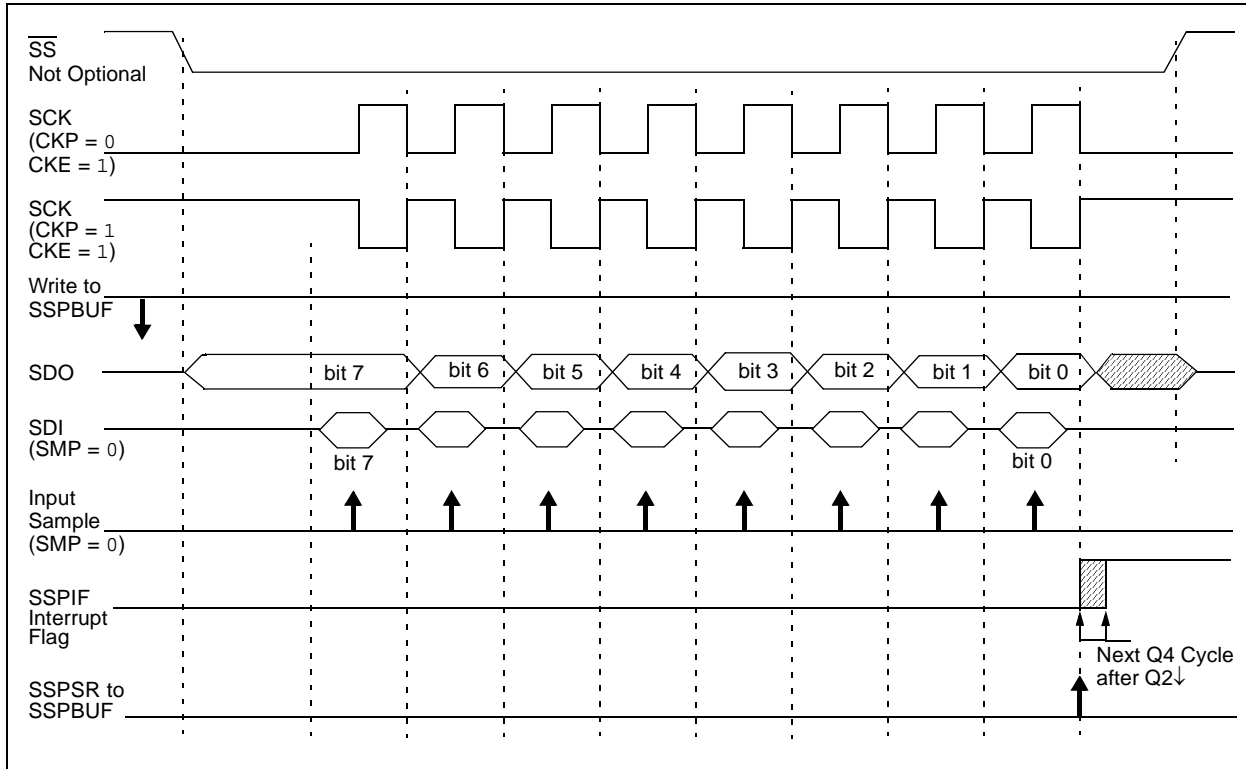 SS
Not Optional
SCK
(CKP = 0
CKE = 1)
SCK
(CKP = 1
CKE = 1)
Write to
SSPBUF
SDO
bit 7
bit 6
bit 5
bit 4
bit 3
bit 2
bit 1
bit 0
SDI
(SMP = 0)
bit 7
bit 0
Input
Sample
(SMP = 0)
SSPIF
Interrupt
Flag
Next Q4 Cycle
after Q2↓
SSPSR to
SSPBUF